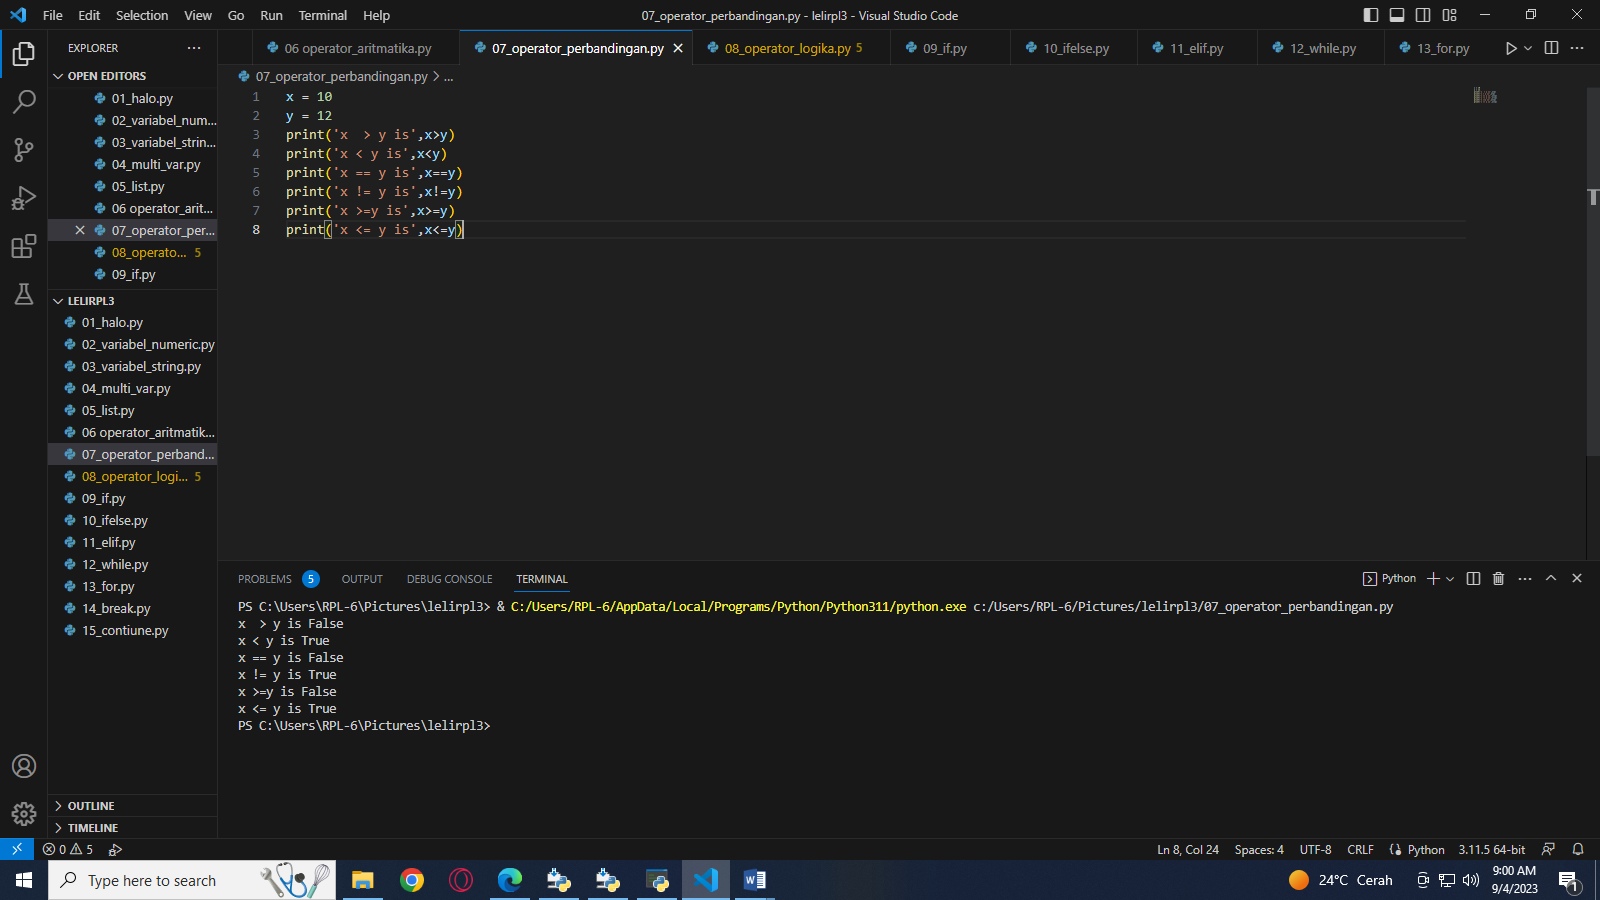 File Edit Selection View Go Run Terminal Help
07_operator_perbandingan.py - lelirpl3 - Visual Studio Code
EXPLORER
06 operator_aritmatika.py
07_operator_perbandingan.py
08_operator_logika.py 5
09_if.py
10_ifelse.py
11_elif.py
12_while.py
13_for.py
OPEN EDITORS
01_halo.py
02_variabel_num...
03_variabel_strin...
04_multi_var.py
05_list.py
06 operator_arit...
07_operator_per...
08_operato... 5
09_if.py
LELIRPL3
01_halo.py
02_variabel_numeric.py
03_variabel_string.py
04_multi_var.py
05_list.py
06 operator_aritmatik...
07_operator_perband...
08_operator_logi... 5
09_if.py
10_ifelse.py
11_elif.py
12_while.py
13_for.py
14_break.py
15_contiune.py
OUTLINE
TIMELINE
07_operator_perbandingan.py > ...
1 x = 10
2 y = 12
3 print('x  > y is',x>y)
4 print('x < y is',x<y)
5 print('x == y is',x==y)
6 print('x != y is',x!=y)
7 print('x >=y is',x>=y)
8 print('x <= y is',x<=y)
PROBLEMS 5 OUTPUT DEBUG CONSOLE TERMINAL
Python
PS C:\Users\RPL-6\Pictures\lelirpl3> & C:/Users/RPL-6/AppData/Local/Programs/Python/Python311/python.exe c:/Users/RPL-6/Pictures/lelirpl3/07_operator_perbandingan.py
x  > y is False
x < y is True
x == y is False
x != y is True
x >=y is False
x <= y is True
PS C:\Users\RPL-6\Pictures\lelirpl3>
0 5
Ln 8, Col 24 Spaces: 4 UTF-8 CRLF Python 3.11.5 64-bit
Type here to search
24°C Cerah
9:00 AM
9/4/2023
1